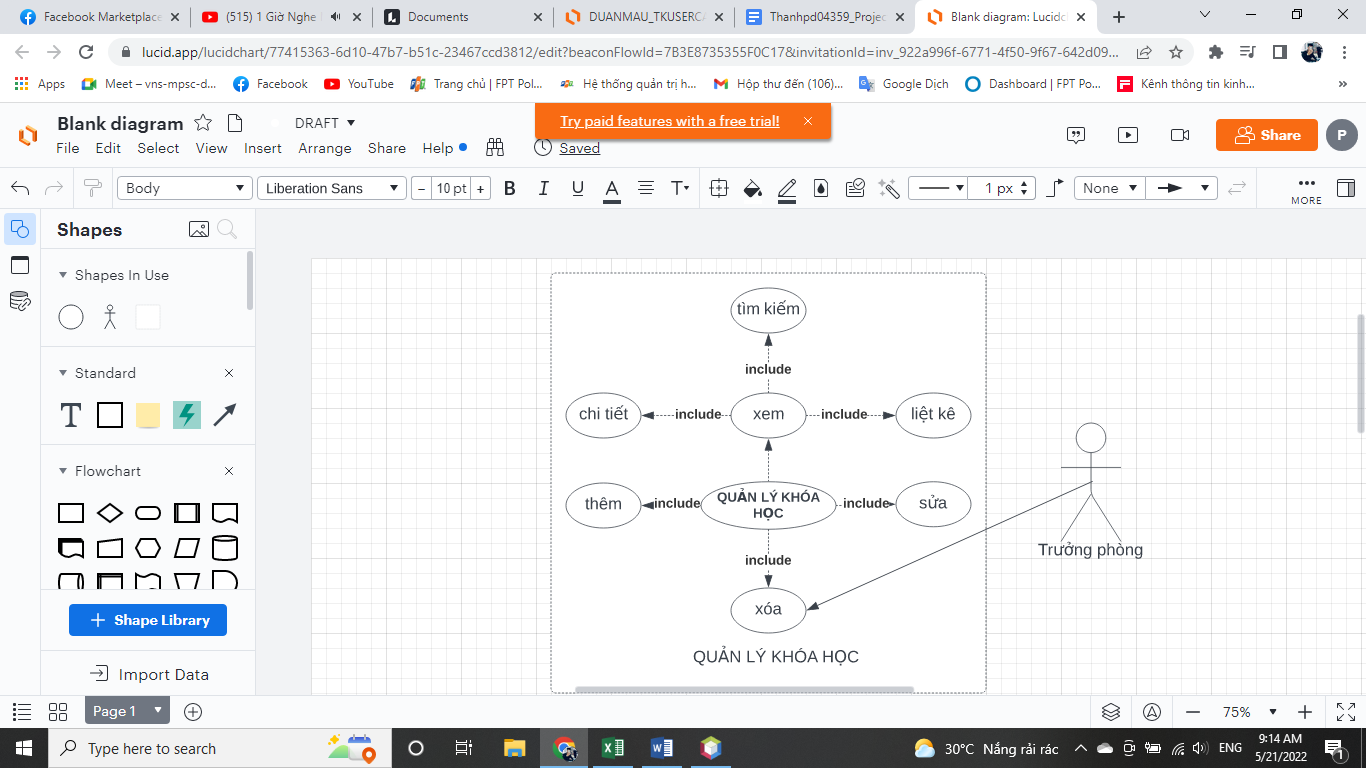 Facebook Marketplace
(515) 1 Giờ Nghe
Documents
DUANMAU_TKUSERCA
Thanhpd04359_Projec
Blank diagram: Lucidch
lucid.app/lucidchart/77415363-6d10-47b7-b51c-23467ccd3812/edit?beaconFlowId=7B3E8735355F0C17&invitationId=inv_922a996f-6771-4f50-9f67-642d09...
Apps
Meet – vns-mpsc-d...
Facebook
YouTube
Trang chủ | FPT Pol...
Hệ thống quản trị h...
Hộp thư đến (106)...
Google Dịch
Dashboard | FPT Po...
Kênh thông tin kinh...
»
Blank diagram
DRAFT
Try paid features with a free trial!
File Edit Select View Insert Arrange Share Help
Saved
Share
P
Body
Liberation Sans
− 10 pt +
B I U A T
1 px
None
MORE
Shapes
Shapes In Use
Standard
T
Flowchart
Shape Library
Import Data
tìm kiếm
include
chi tiết
include
xem
include
liệt kê
thêm
include
QUẢN LÝ KHÓA
HỌC
include
sửa
include
xóa
QUẢN LÝ KHÓA HỌC
Trưởng phòng
Page 1
75%
Type here to search
30°C Nắng rải rác
ENG
9:14 AM
5/21/2022
1